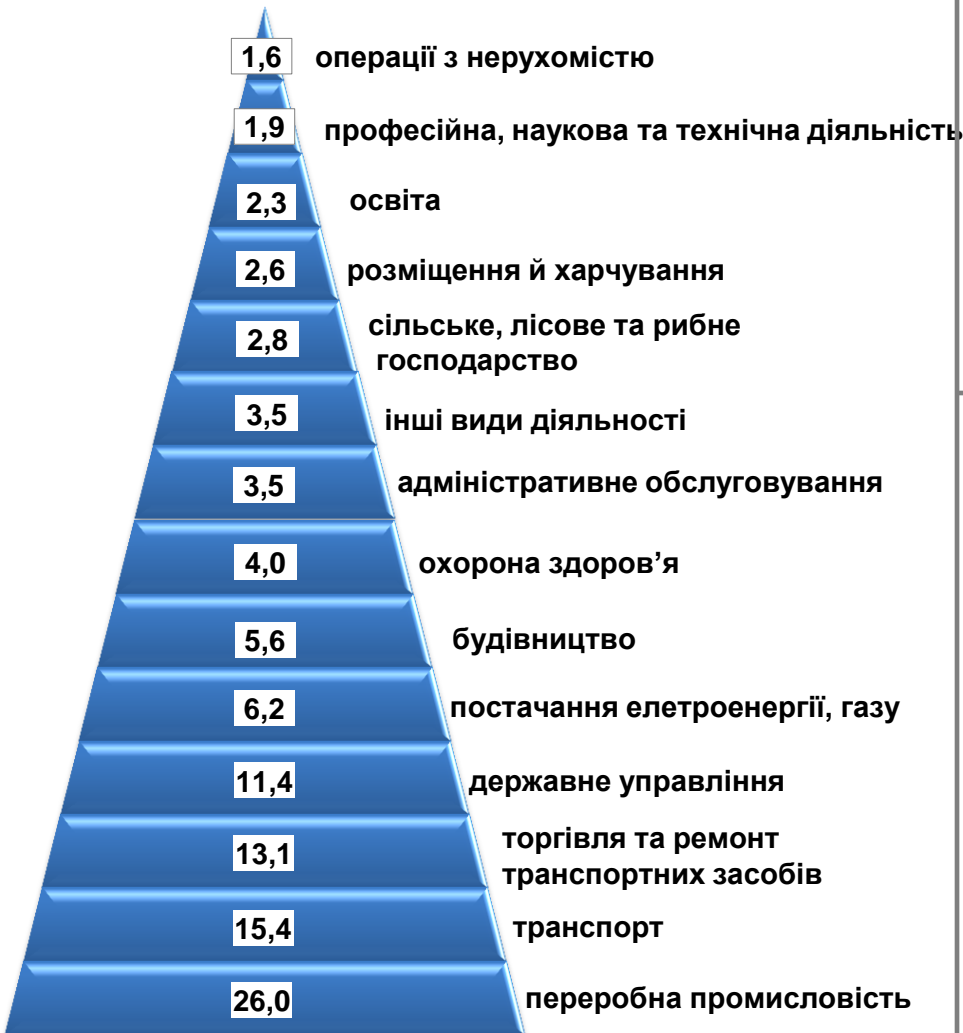 1,6 операції з нерухомістю
1,9 професійна, наукова та технічна діяльність
2,3 освіта
2,6 розміщення й харчування
2,8 сільське, лісове та рибне
господарство
3,5 інші види діяльності
3,5 адміністративне обслуговування
4,0 охорона здоров’я
5,6 будівництво
6,2 постачання елетроенергії, газу
11,4 державне управління
13,1 торгівля та ремонт
транспортних засобів
15,4 транспорт
26,0 переробна промисловість